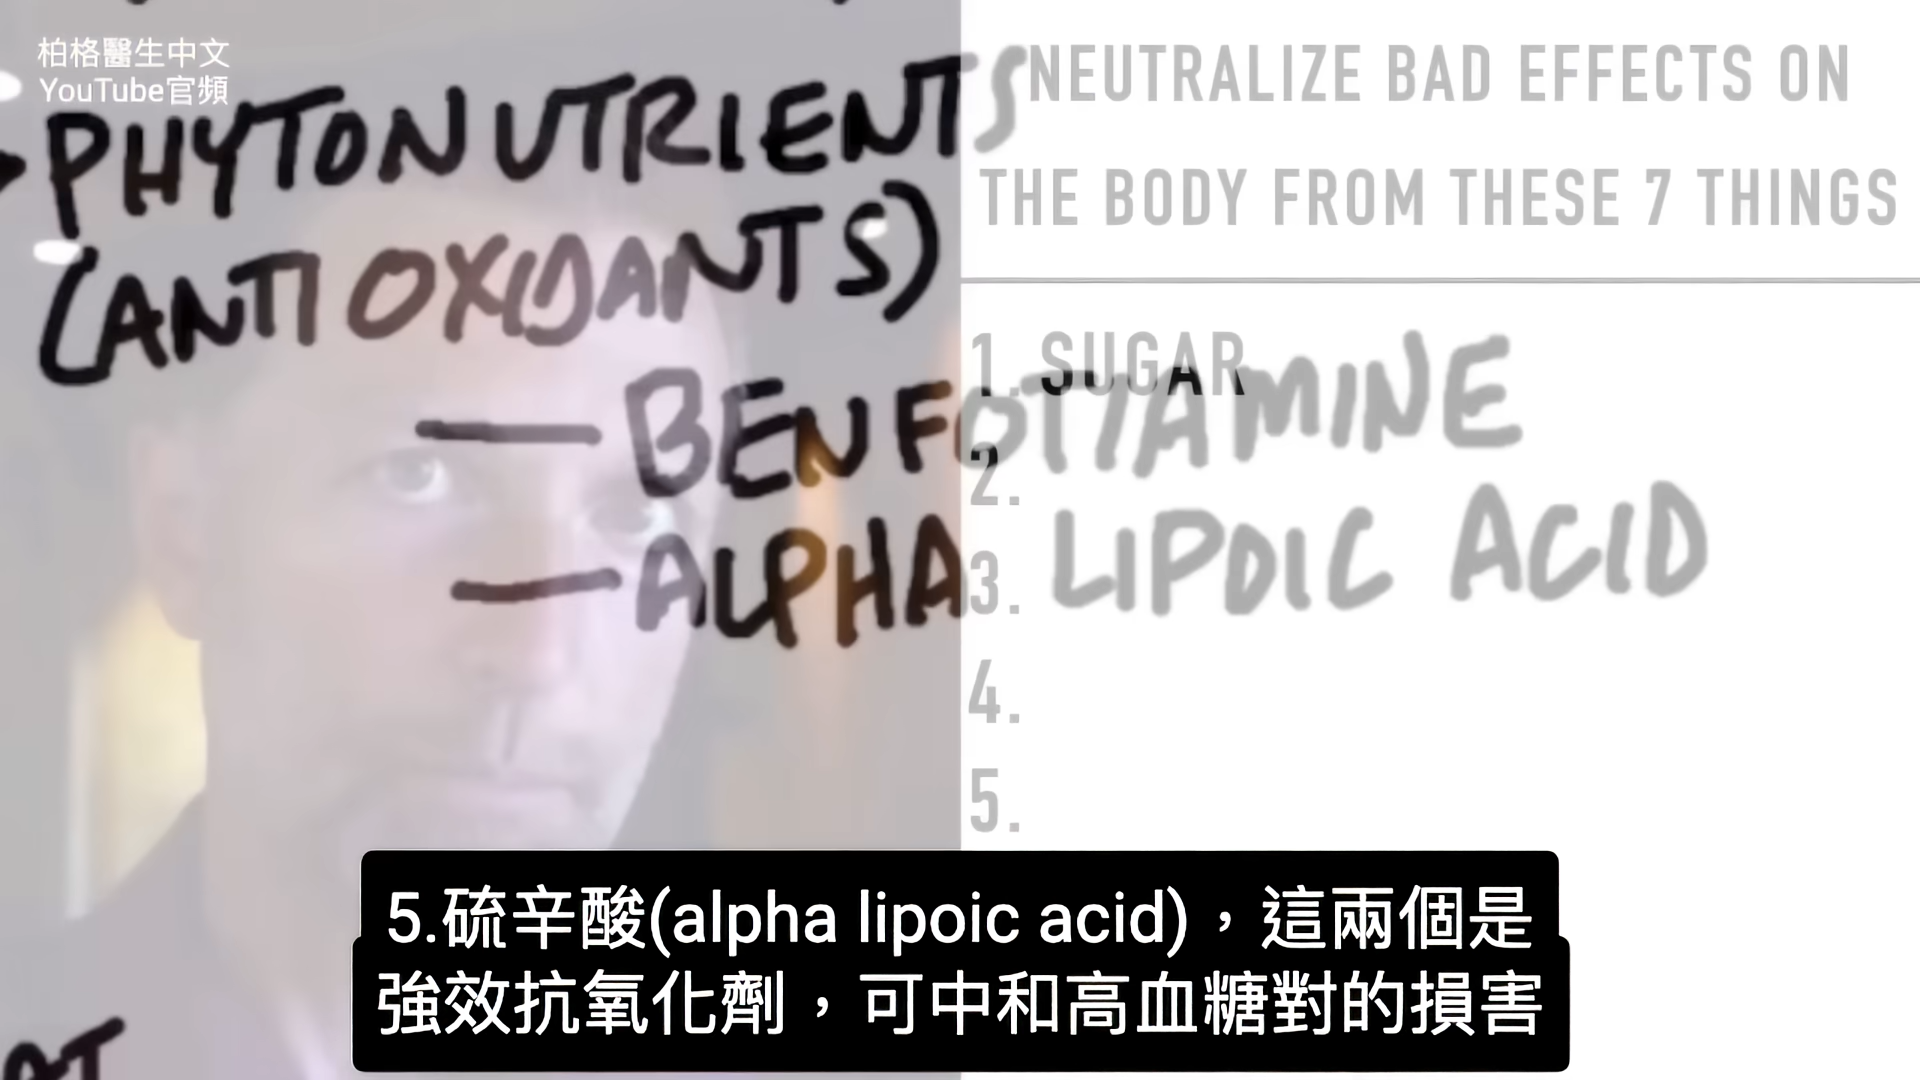 柏格醫生中文
YouTube官頻
PHYTONUTRIENTS
(ANTIOXIDANTS)
— BENFOTIAMINE
— ALPHA LIPOIC ACID
NEUTRALIZE BAD EFFECTS ON
THE BODY FROM THESE 7 THINGS
1. SUGAR
2.
3.
4.
5.
5.硫辛酸(alpha lipoic acid)，這兩個是
強效抗氧化劑，可中和高血糖對的損害